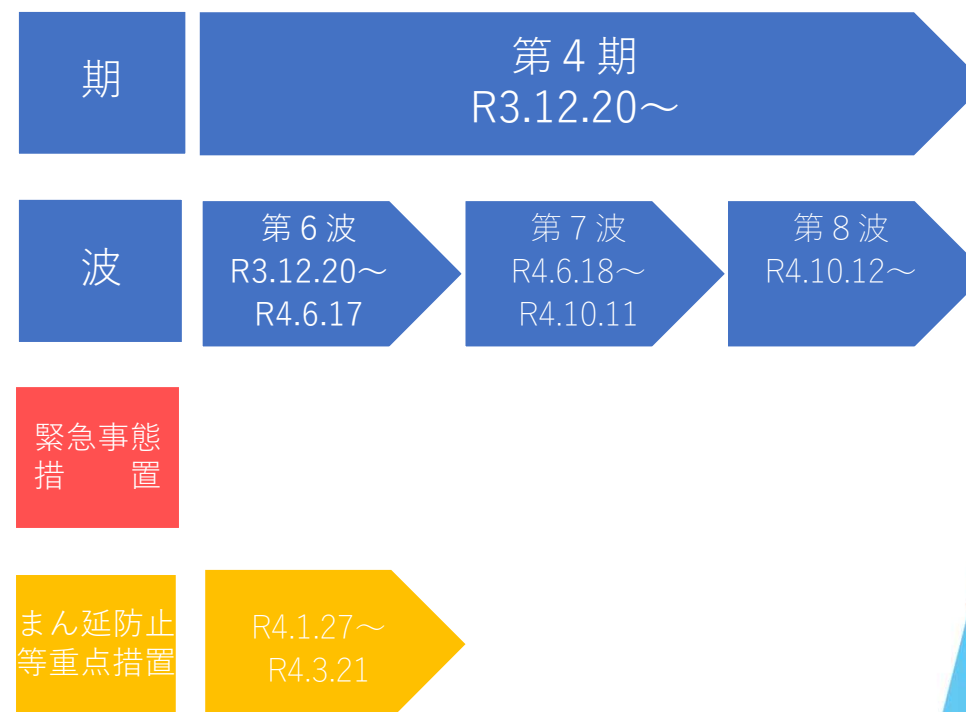 期
第４期
R3.12.20～
波
第６波
R3.12.20～
R4.6.17
第７波
R4.6.18～
R4.10.11
第８波
R4.10.12～
緊急事態
措　　置
まん延防止
等重点措置
R4.1.27～
R4.3.21